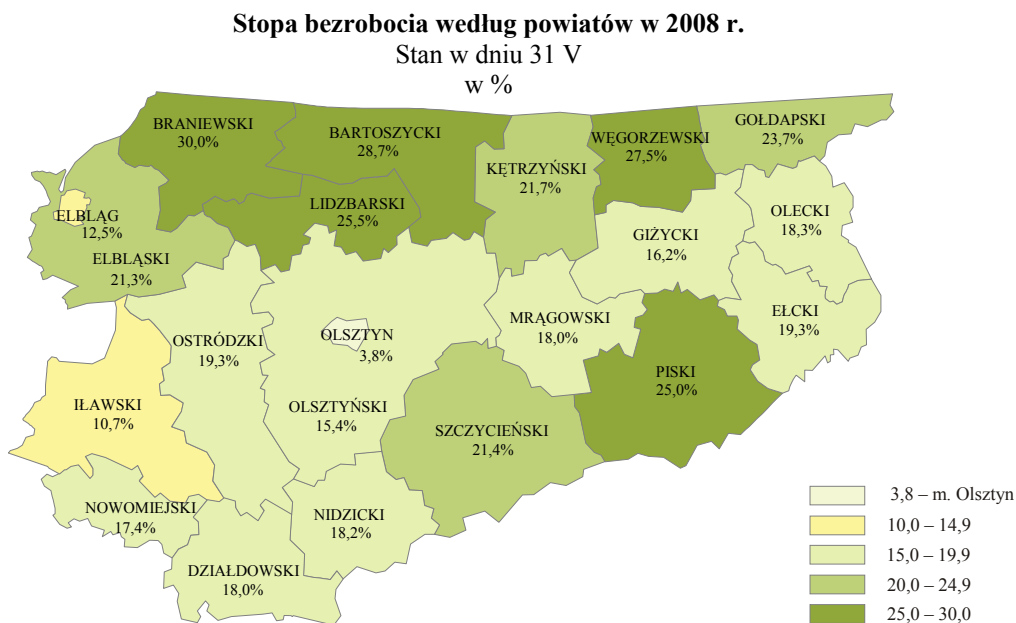 Stopa bezrobocia według powiatów w 2008 r.
Stan w dniu 31 V
w %
BRANIEWSKI
30,0%
BARTOSZYCKI
28,7%
WĘGORZEWSKI
27,5%
GOŁDAPSKI
23,7%
KĘTRZYŃSKI
21,7%
LIDZBARSKI
25,5%
ELBLĄG
12,5%
ELBLĄSKI
21,3%
GIŻYCKI
16,2%
OLECKI
18,3%
EŁCKI
19,3%
MRĄGOWSKI
18,0%
OSTRÓDZKI
19,3%
OLSZTYN
3,8%
OLSZTYŃSKI
15,4%
PISKI
25,0%
IŁAWSKI
10,7%
SZCZYCIEŃSKI
21,4%
NOWOMIEJSKI
17,4%
NIDZICKI
18,2%
DZIAŁDOWSKI
18,0%
3,8 – m. Olsztyn
10,0 – 14,9
15,0 – 19,9
20,0 – 24,9
25,0 – 30,0